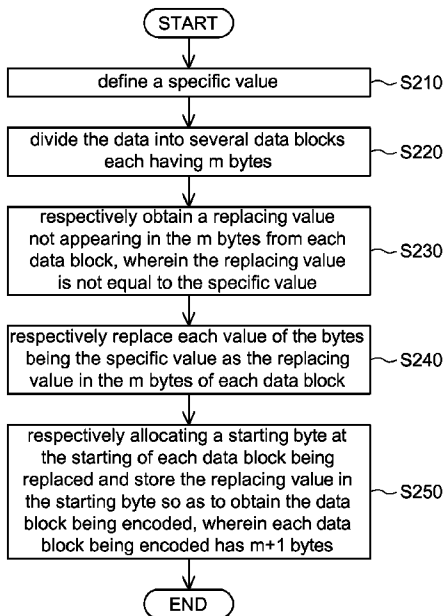 START
define a specific value
S210
divide the data into several data blocks
each having m bytes
S220
respectively obtain a replacing value
not appearing in the m bytes from each
data block, wherein the replacing value
is not equal to the specific value
S230
respectively replace each value of the bytes
being the specific value as the replacing
value in the m bytes of each data block
S240
respectively allocating a starting byte at
the starting of each data block being
replaced and store the replacing value in
the starting byte so as to obtain the data
block being encoded, wherein each data
block being encoded has m+1 bytes
S250
END